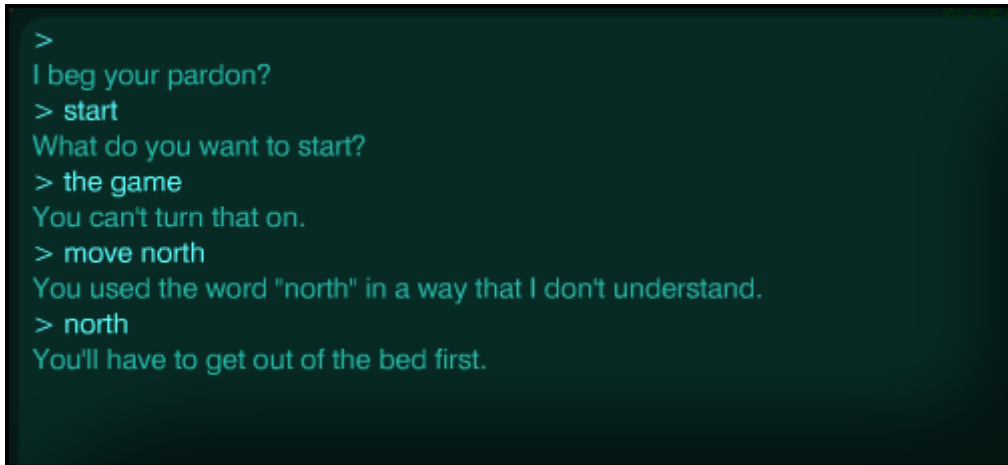 >
I beg your pardon?
> start
What do you want to start?
> the game
You can't turn that on.
> move north
You used the word "north" in a way that I don't understand.
> north
You'll have to get out of the bed first.